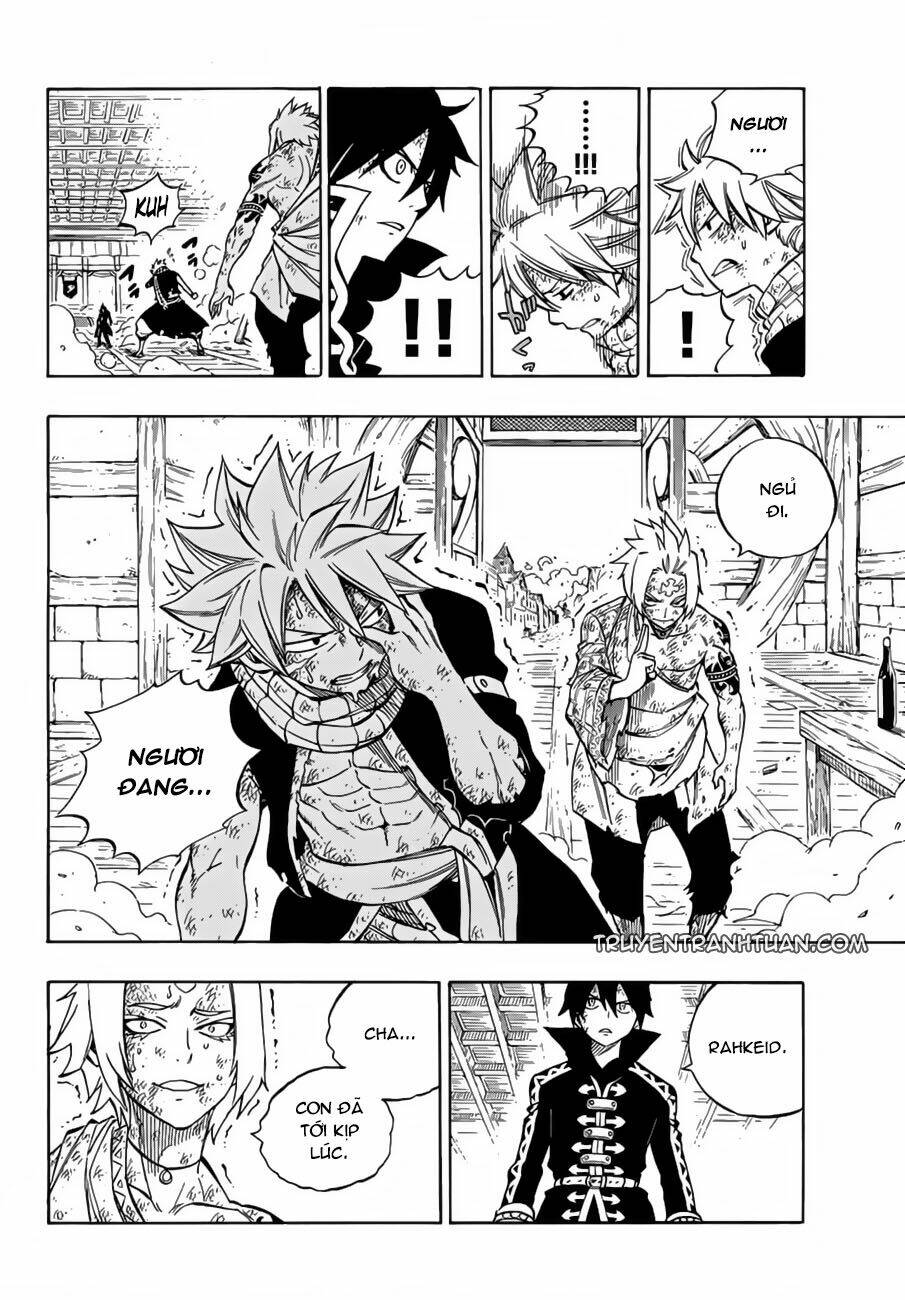 NGƯƠI
...
!
......!!!
!!
KUH
NGỦ
ĐI.
NGƯƠI
ĐANG...
TRUYENTRANHTUAN.COM
RAHKEID.
CHA...
CON ĐÃ
TỚI KỊP
LÚC.